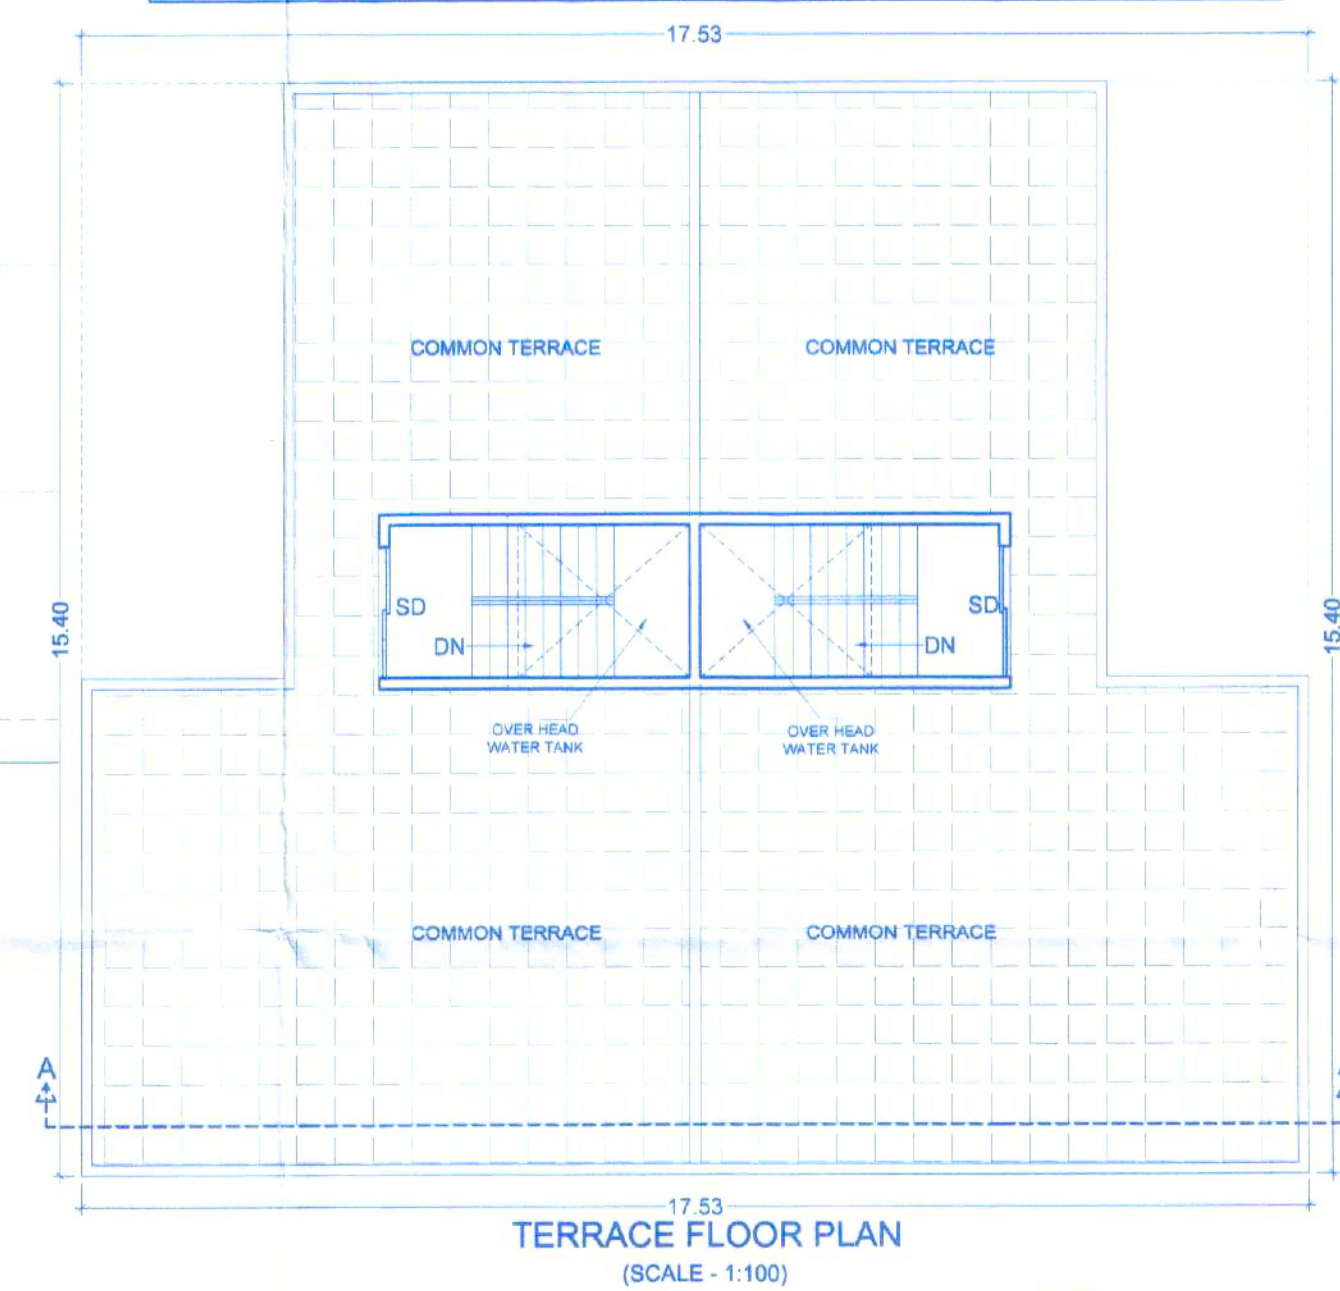 17.53
COMMON TERRACE COMMON TERRACE
15.40 15.40
SD SD
DN DN
OVER HEAD
WATER TANK
OVER HEAD
WATER TANK
COMMON TERRACE COMMON TERRACE
A
17.53
TERRACE FLOOR PLAN
(SCALE - 1:100)